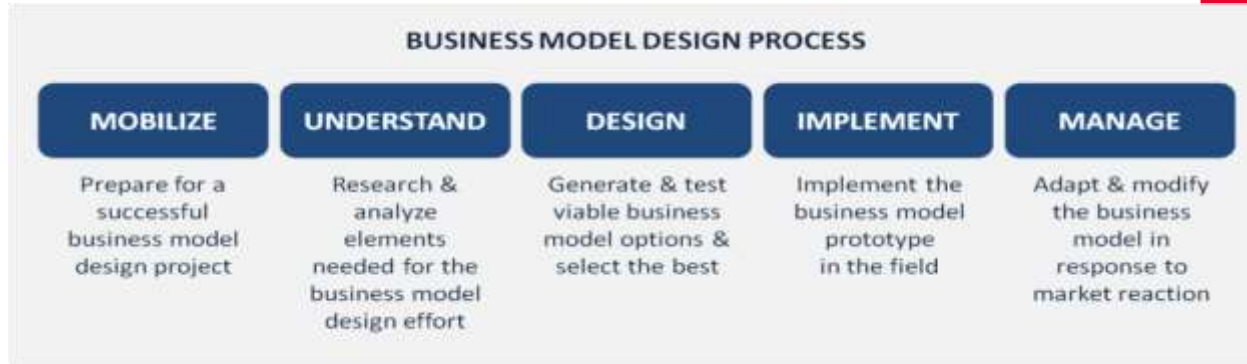 BUSINESS MODEL DESIGN PROCESS
MOBILIZE
Prepare for a
successful
business model
design project
UNDERSTAND
Research &
analyze
elements
needed for the
business model
design effort
DESIGN
Generate & test
viable business
model options &
select the best
IMPLEMENT
Implement the
business model
prototype
in the field
MANAGE
Adapt & modify
the business
model in
response to
market reaction